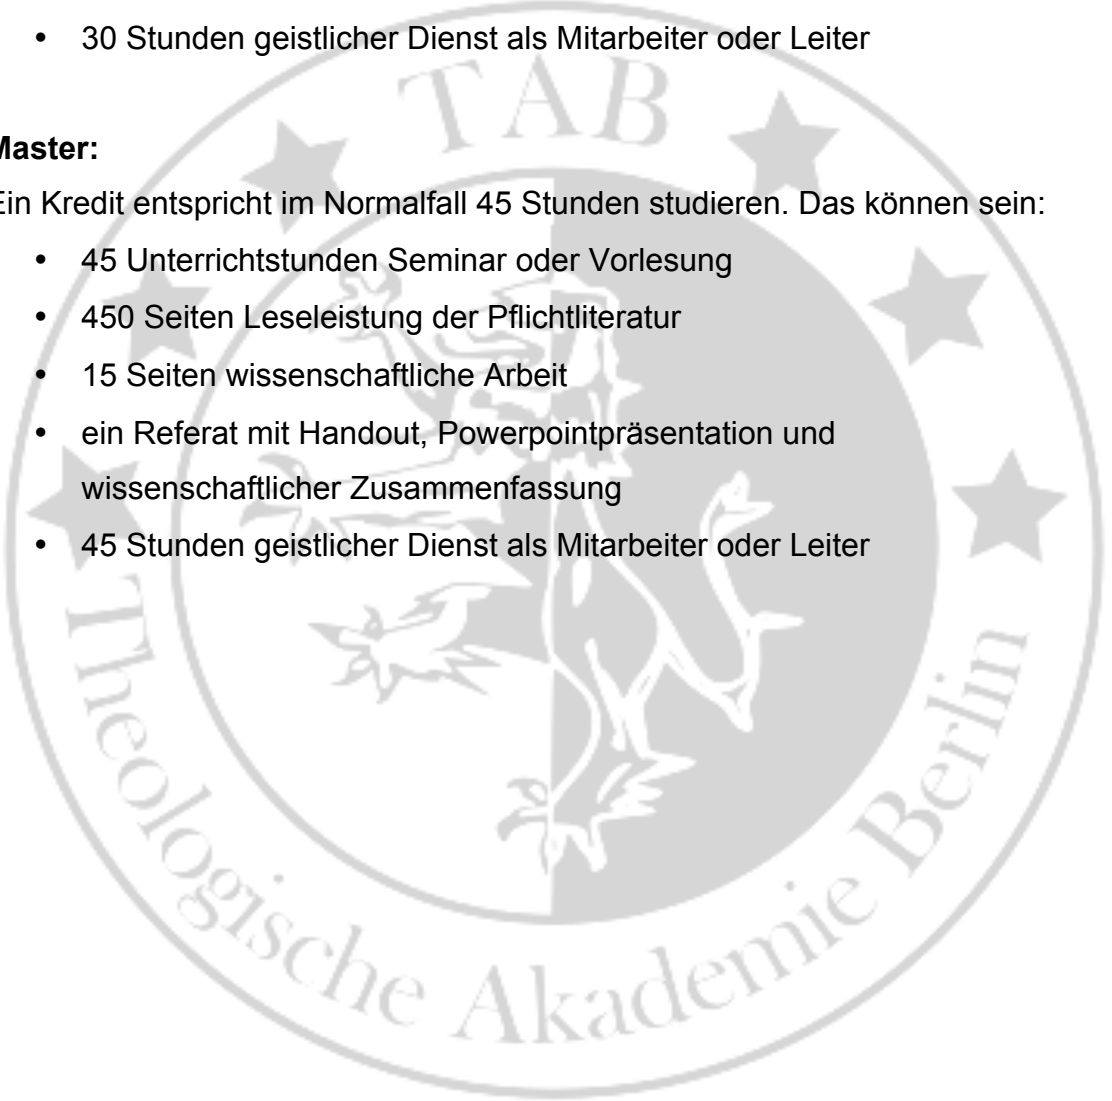 • 30 Stunden geistlicher Dienst als Mitarbeiter oder Leiter
TAB
Master:
Ein Kredit entspricht im Normalfall 45 Stunden studieren. Das können sein:
• 45 Unterrichtstunden Seminar oder Vorlesung
• 450 Seiten Leseleistung der Pflichtliteratur
• 15 Seiten wissenschaftliche Arbeit
• ein Referat mit Handout, Powerpointpräsentation und
wissenschaftlicher Zusammenfassung
• 45 Stunden geistlicher Dienst als Mitarbeiter oder Leiter
Theologische Akademie Berlin